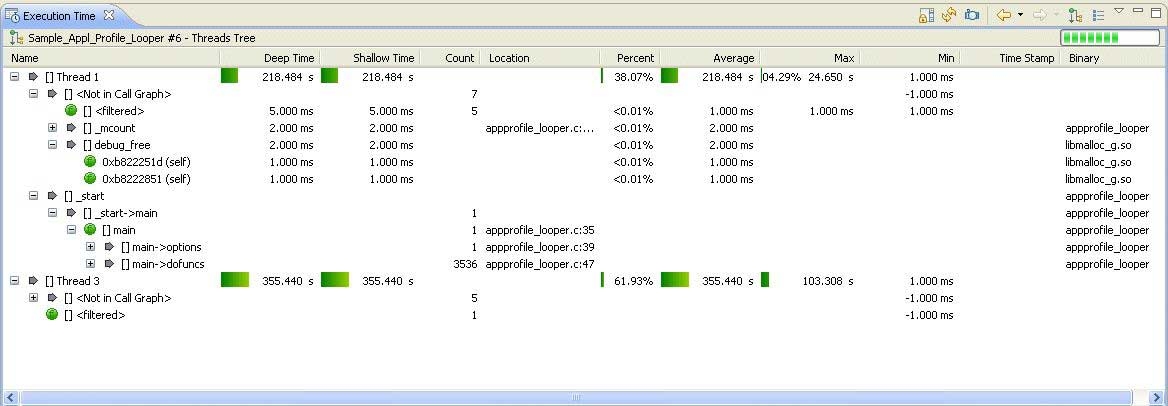 Execution Time
Sample_Appl_Profile_Looper #6 - Threads Tree
Name Deep Time Shallow Time Count Location Percent Average Max Min Time Stamp Binary
[] Thread 1 218.484 s 218.484 s 38.07% 218.484 s 04.29% 24.650 s 1.000 ms
[] <Not in Call Graph> 7 -1.000 ms
[] <filtered> 5.000 ms 5.000 ms 5 <0.01% 1.000 ms 1.000 ms 1.000 ms
[] _mcount 2.000 ms 2.000 ms appprofile_looper.c:... <0.01% 2.000 ms appprofile_looper
[] debug_free 2.000 ms 2.000 ms <0.01% 2.000 ms libmalloc_g.so
0xb822251d (self) 1.000 ms 1.000 ms <0.01% 1.000 ms libmalloc_g.so
0xb8222851 (self) 1.000 ms 1.000 ms <0.01% 1.000 ms libmalloc_g.so
[] _start appprofile_looper
[] _start->main 1 appprofile_looper
[] main 1 appprofile_looper.c:35 appprofile_looper
[] main->options 1 appprofile_looper.c:39 appprofile_looper
[] main->dofuncs 3536 appprofile_looper.c:47 appprofile_looper
[] Thread 3 355.440 s 355.440 s 61.93% 355.440 s 103.308 s 1.000 ms
[] <Not in Call Graph> 5 -1.000 ms
[] <filtered> 1 -1.000 ms